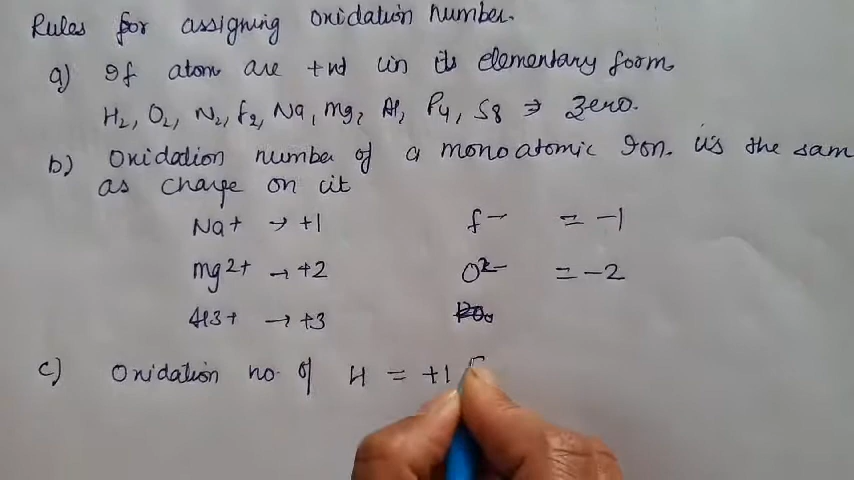 Rules for assigning oxidation number.
a) If atom are +nt in its elementary form
H2, O2, N2, F2, Na, Mg, Al, P4, S8 ⇒ Zero.
b) Oxidation number of a monoatomic Ion. is the sam
as charge on it
Na+ → +1 F- = -1
Mg2+ → +2 O2- = -2
Al3+ → +3
c) Oxidation no. of H = +1